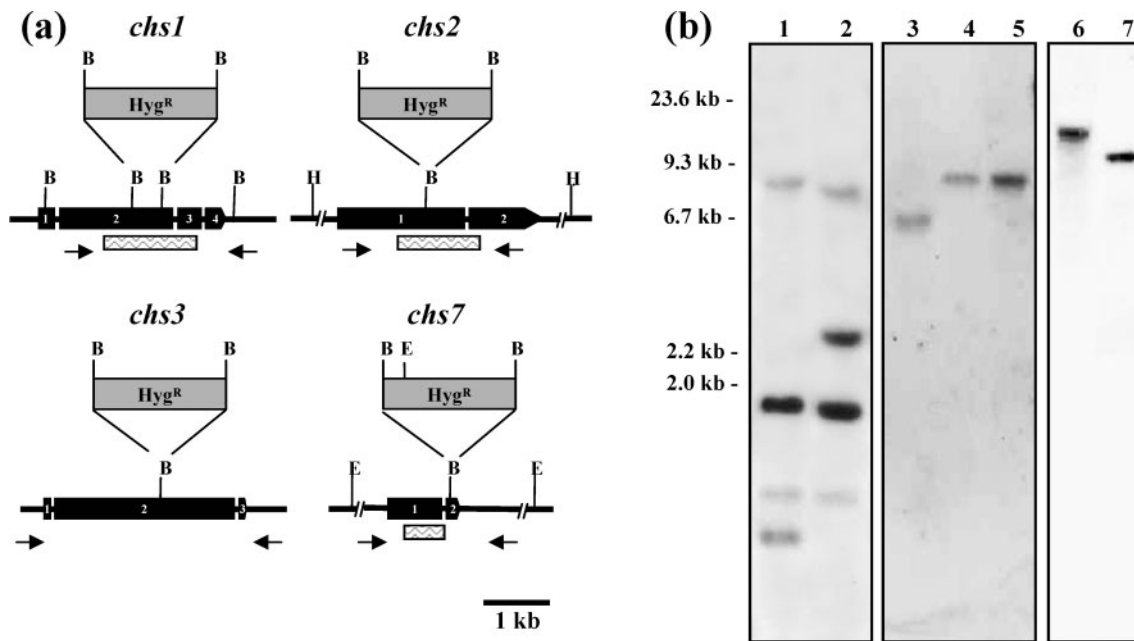 (a)
chs1
chs2
B B B B
Hyg^R Hyg^R
B B B B H B H
1 2 3 4 1 2
chs3
chs7
B B B E B
Hyg^R Hyg^R
B E B E
1 2 3 1 2
1 kb
(b)
1 2 3 4 5 6 7
23.6 kb -
9.3 kb -
6.7 kb -
2.2 kb -
2.0 kb -